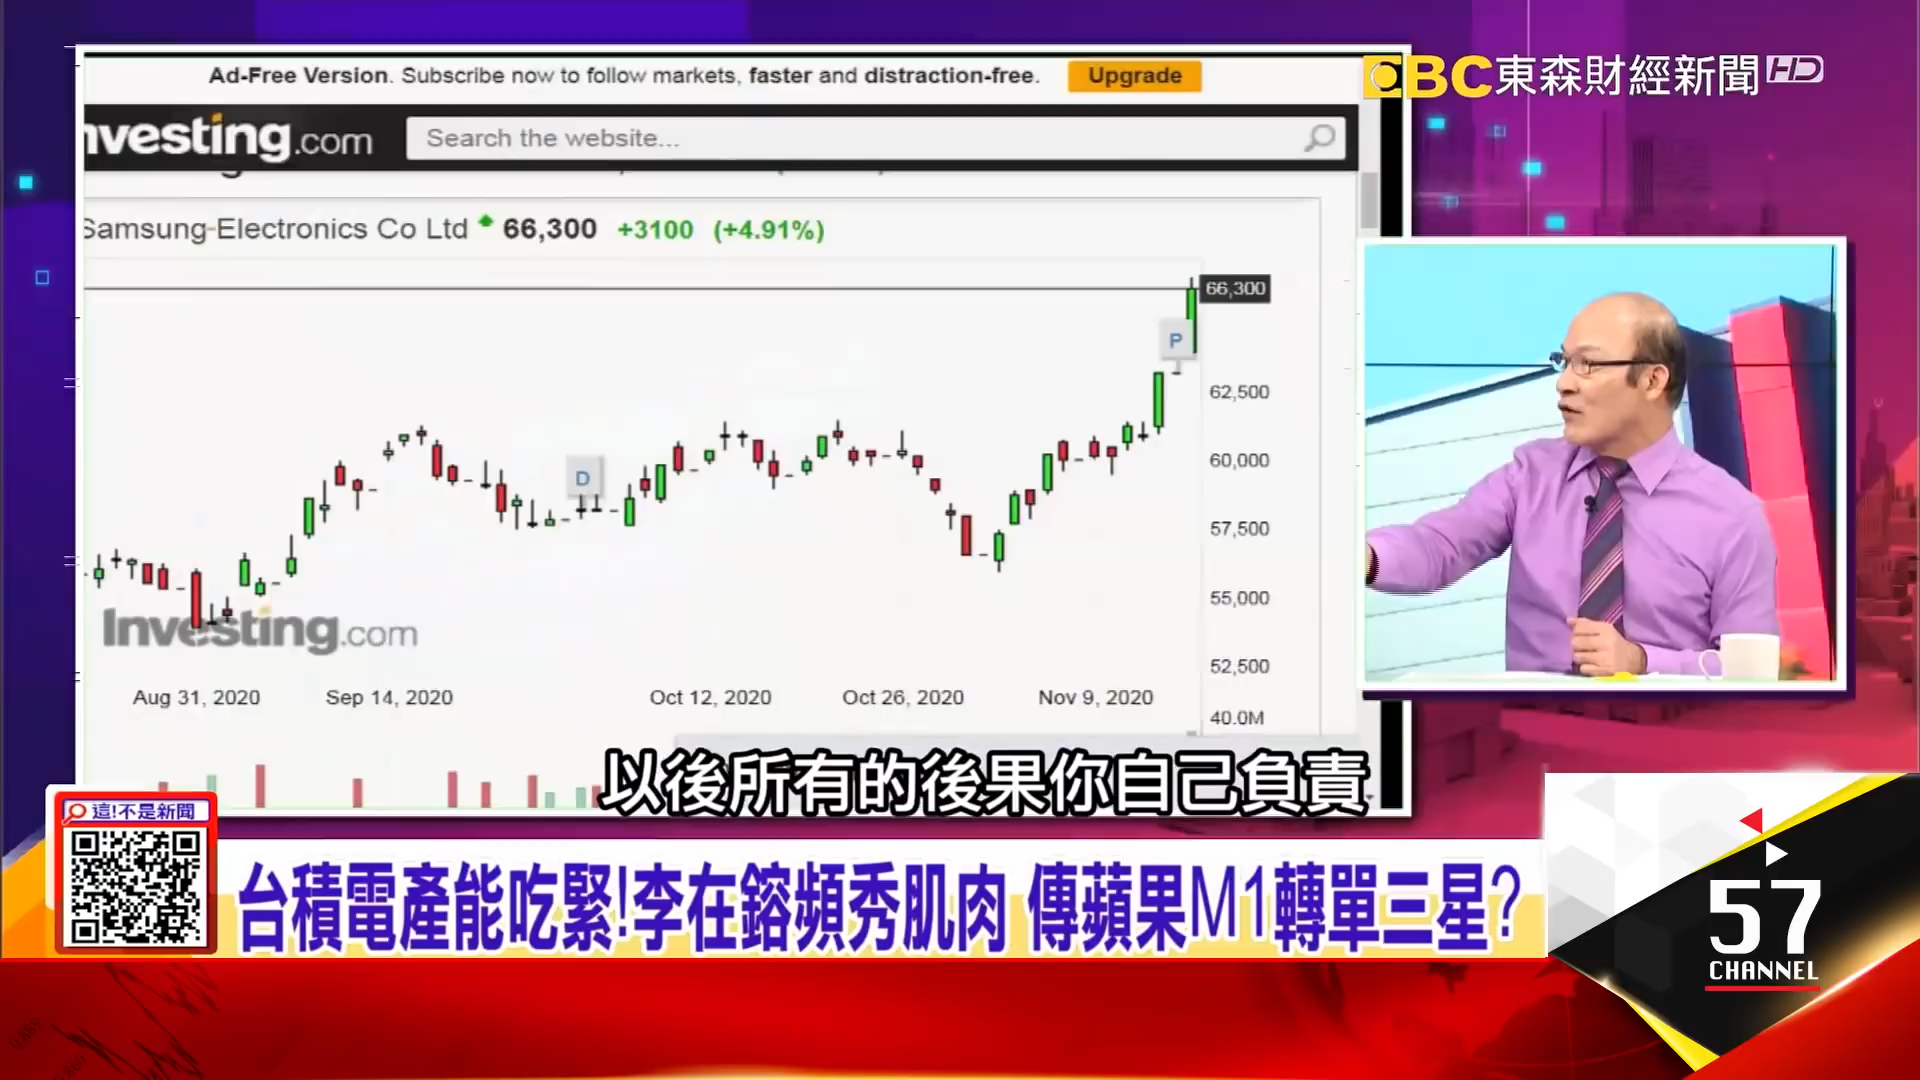 Ad-Free Version. Subscribe now to follow markets, faster and distraction-free.
Upgrade
EBC東森財經新聞HD
Investing.com
Search the website...
Samsung Electronics Co Ltd 66,300 +3100 (+4.91%)
66,300
P
62,500
D
60,000
57,500
55,000
Investing.com
52,500
Aug 31, 2020
Sep 14, 2020
Oct 12, 2020
Oct 26, 2020
Nov 9, 2020
40.0M
以後所有的後果你自己負責
這!不是新聞
台積電產能吃緊!李在鎔頻秀肌肉 傳蘋果M1轉單三星?
57
CHANNEL